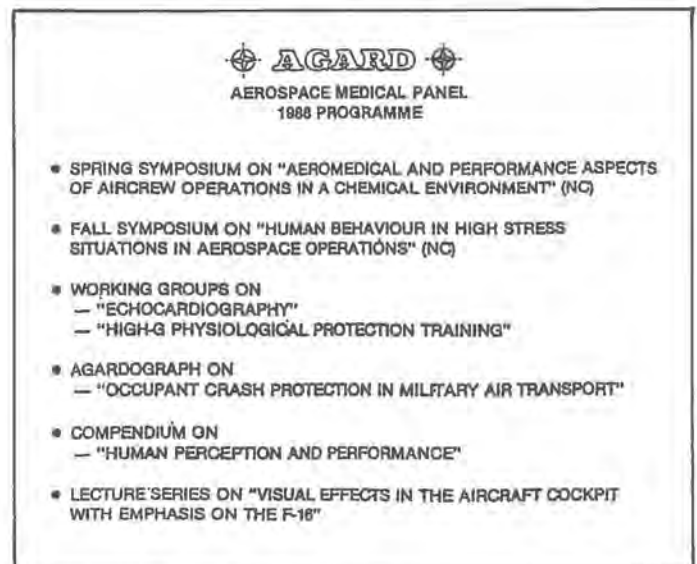 AGARD
AEROSPACE MEDICAL PANEL
1988 PROGRAMME
• SPRING SYMPOSIUM ON "AEROMEDICAL AND PERFORMANCE ASPECTS
OF AIRCREW OPERATIONS IN A CHEMICAL ENVIRONMENT" (NC)
• FALL SYMPOSIUM ON "HUMAN BEHAVIOUR IN HIGH STRESS
SITUATIONS IN AEROSPACE OPERATIONS" (NC)
• WORKING GROUPS ON
— "ECHOCARDIOGRAPHY"
— "HIGH-G PHYSIOLOGICAL PROTECTION TRAINING"
• AGARDOGRAPH ON
— "OCCUPANT CRASH PROTECTION IN MILITARY AIR TRANSPORT"
• COMPENDIUM ON
— "HUMAN PERCEPTION AND PERFORMANCE"
• LECTURE SERIES ON "VISUAL EFFECTS IN THE AIRCRAFT COCKPIT
WITH EMPHASIS ON THE F-16"